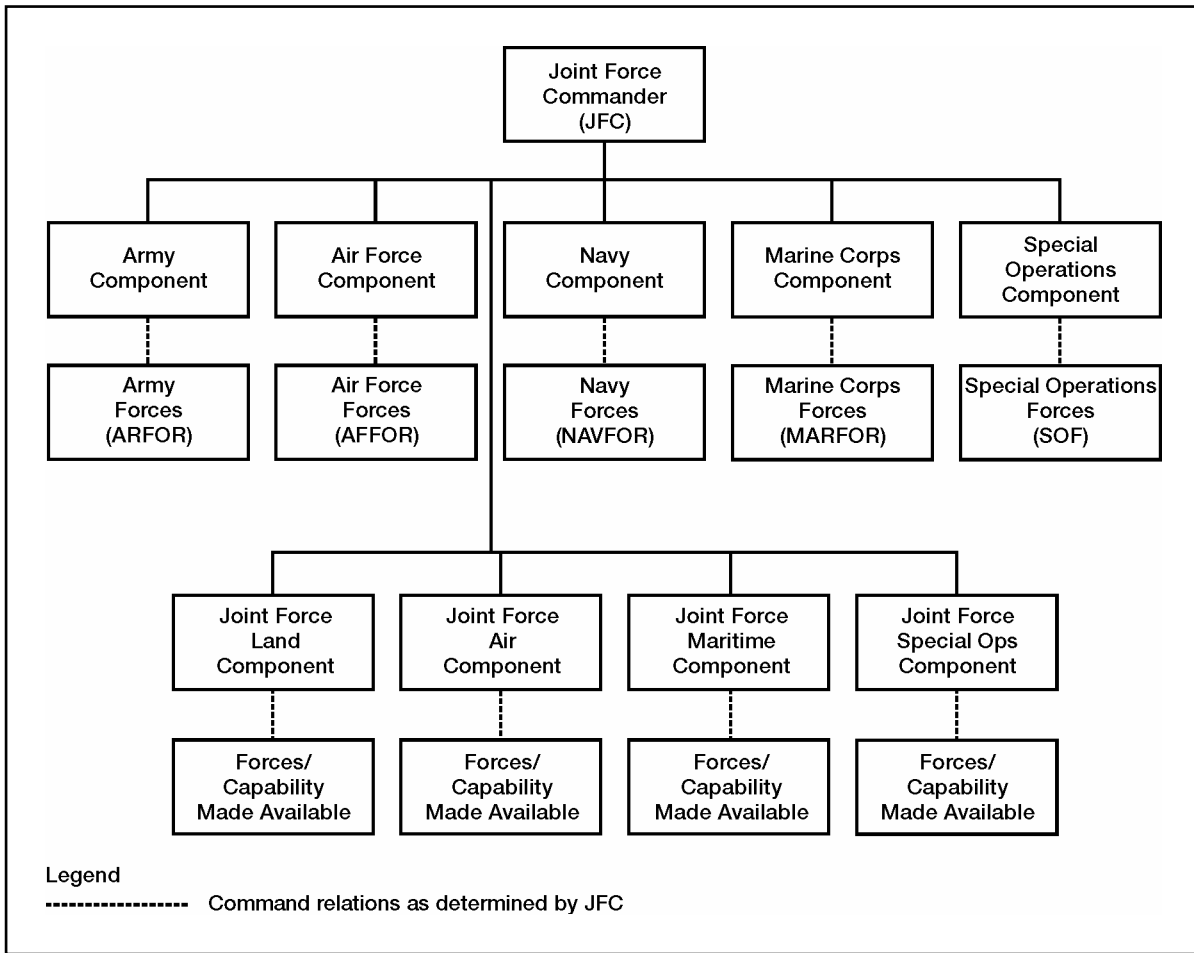 Joint Force
Commander
(JFC)
Army
Component
Air Force
Component
Navy
Component
Marine Corps
Component
Special
Operations
Component
Army
Forces
(ARFOR)
Air Force
Forces
(AFFOR)
Navy
Forces
(NAVFOR)
Marine Corps
Forces
(MARFOR)
Special Operations
Forces
(SOF)
Joint Force
Land
Component
Joint Force
Air
Component
Joint Force
Maritime
Component
Joint Force
Special Ops
Component
Forces/
Capability
Made Available
Forces/
Capability
Made Available
Forces/
Capability
Made Available
Forces/
Capability
Made Available
Legend
Command relations as determined by JFC